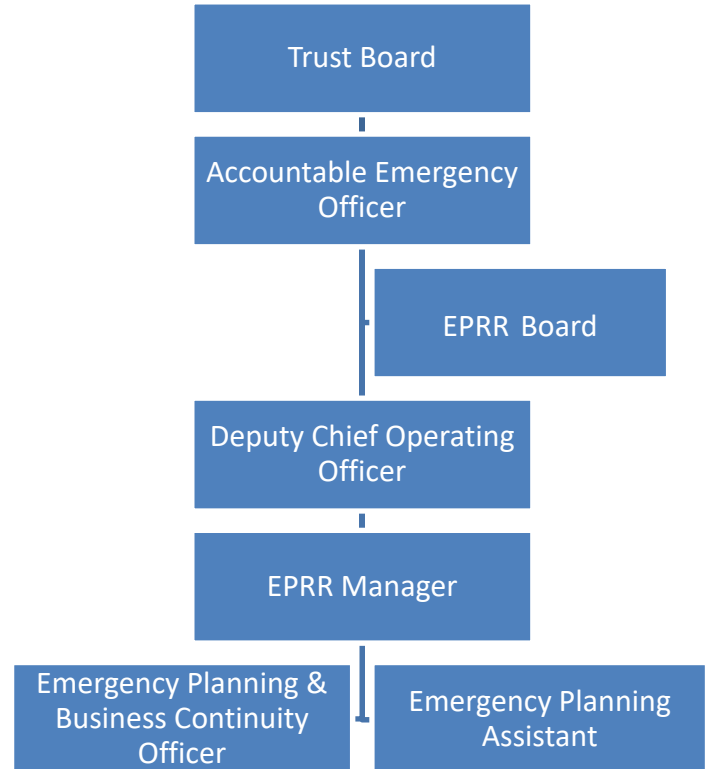 Trust Board
Accountable Emergency
Officer
EPRR Board
Deputy Chief Operating
Officer
EPRR Manager
Emergency Planning &
Business Continuity
Officer
Emergency Planning
Assistant